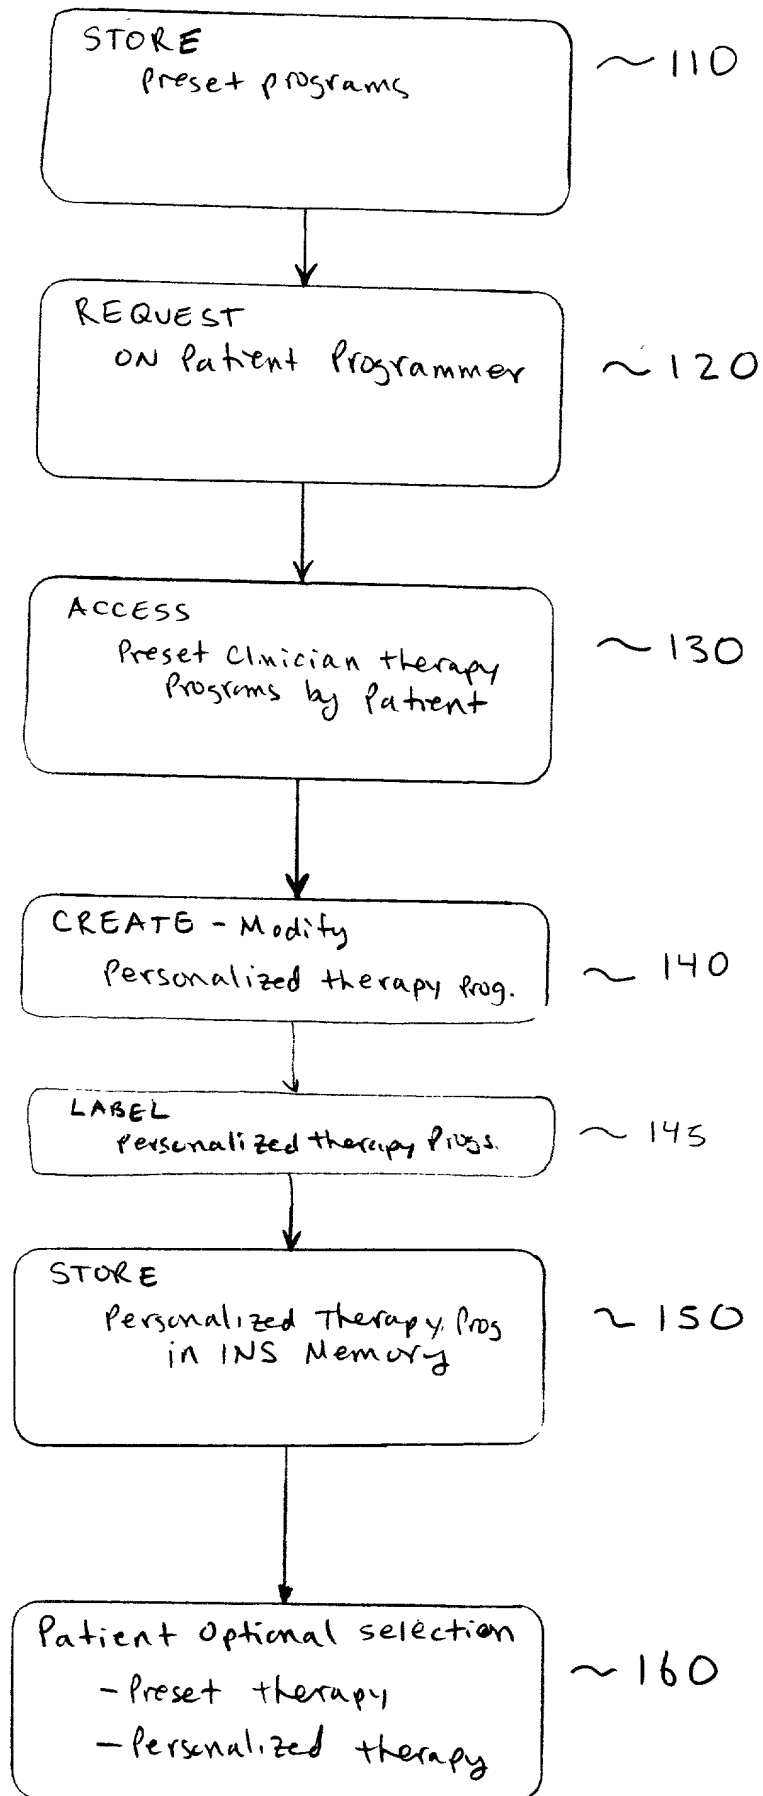 STORE
Preset programs
~110
REQUEST
ON Patient Programmer
~120
ACCESS
Preset Clinician therapy
Programs by Patient
~130
CREATE - Modify
Personalized therapy Prog.
~140
LABEL
Personalized therapy Progs.
~145
STORE
Personalized Therapy Prog
in INS Memory
~150
Patient Optional selection
- Preset therapy
- Personalized therapy
~160